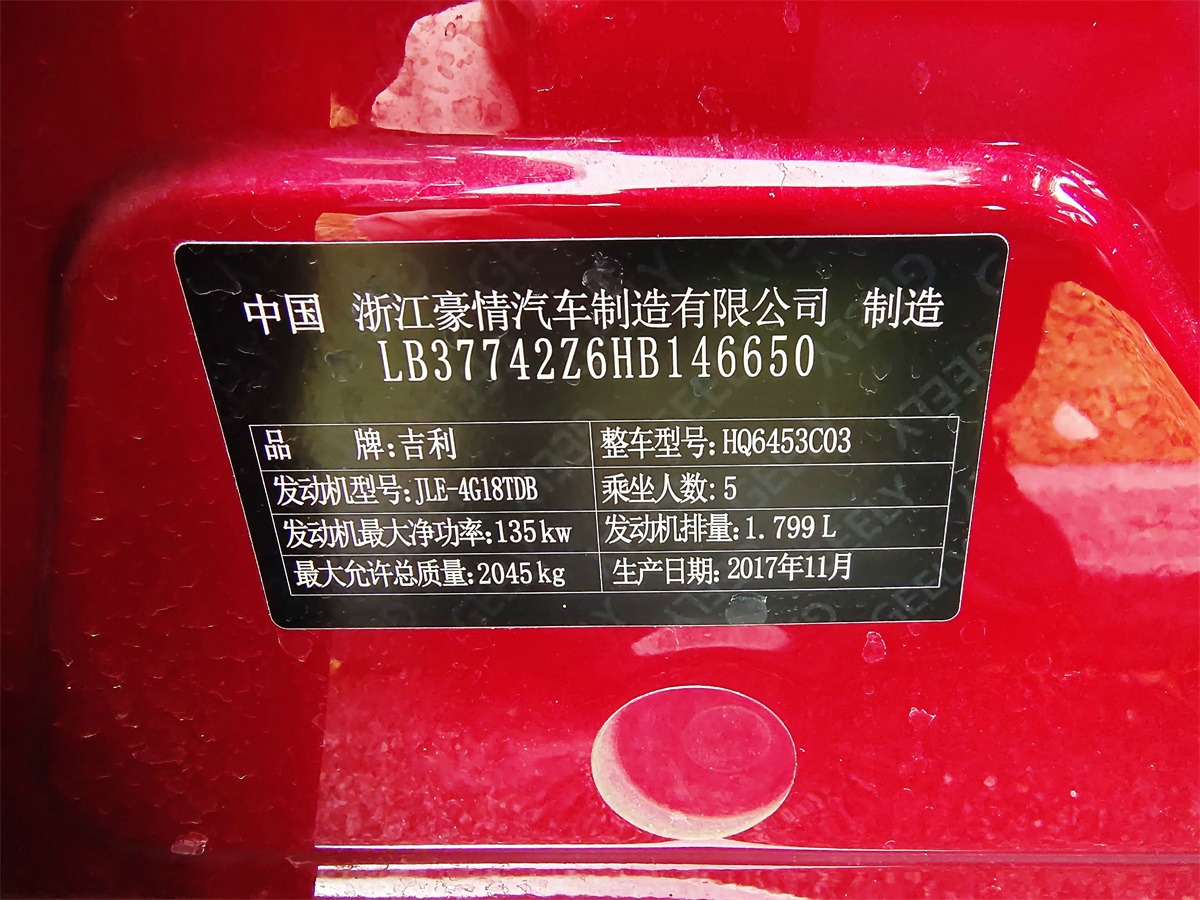 中国 浙江豪情汽车制造有限公司 制造
LB37742Z6HB146650
品 牌:吉利 整车型号:HQ6453C03
发动机型号:JLE-4G18TDB 乘坐人数:5
发动机最大净功率:135kw 发动机排量:1.799L
最大允许总质量:2045kg 生产日期:2017年11月